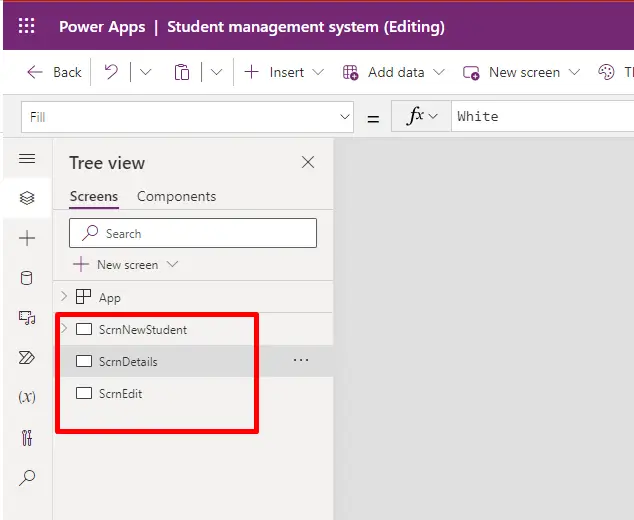 Power Apps | Student management system (Editing)
Back Insert Add data New screen
Fill = fx White
Tree view
Screens Components
Search
New screen
App
ScrnNewStudent
ScrnDetails ...
ScrnEdit
(x)